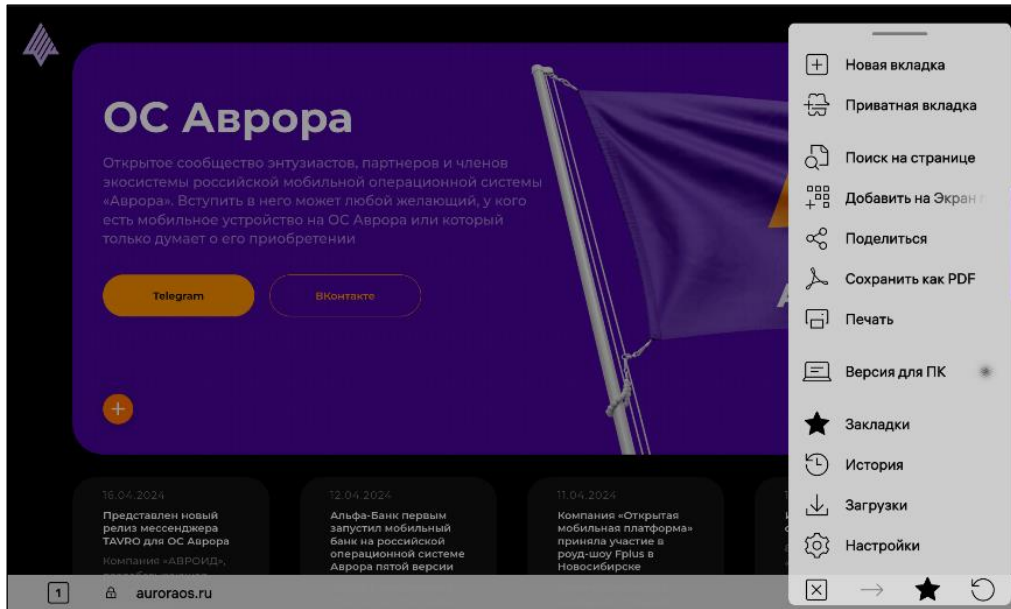 ОС Аврора
Открытое сообщество энтузиастов, партнеров и членов
экосистемы российской мобильной операционной системы
«Аврора». Вступить в него может любой желающий, у кого
есть мобильное устройство на ОС Аврора или который
только думает о его приобретении
Telegram
ВКонтакте
16.04.2024
Представлен новый
релиз мессенджера
TAVRO для ОС Аврора
Компания «АВРОИД»,
12.04.2024
Альфа-Банк первым
запустил мобильный
банк на российской
операционной системе
Аврора пятой версии
11.04.2024
Компания «Открытая
мобильная платформа»
приняла участие в
роуд-шоу Fplus в
Новосибирске
Новая вкладка
Приватная вкладка
Поиск на странице
Добавить на Экран
Поделиться
Сохранить как PDF
Печать
Версия для ПК
Закладки
История
Загрузки
Настройки
1
auroraos.ru